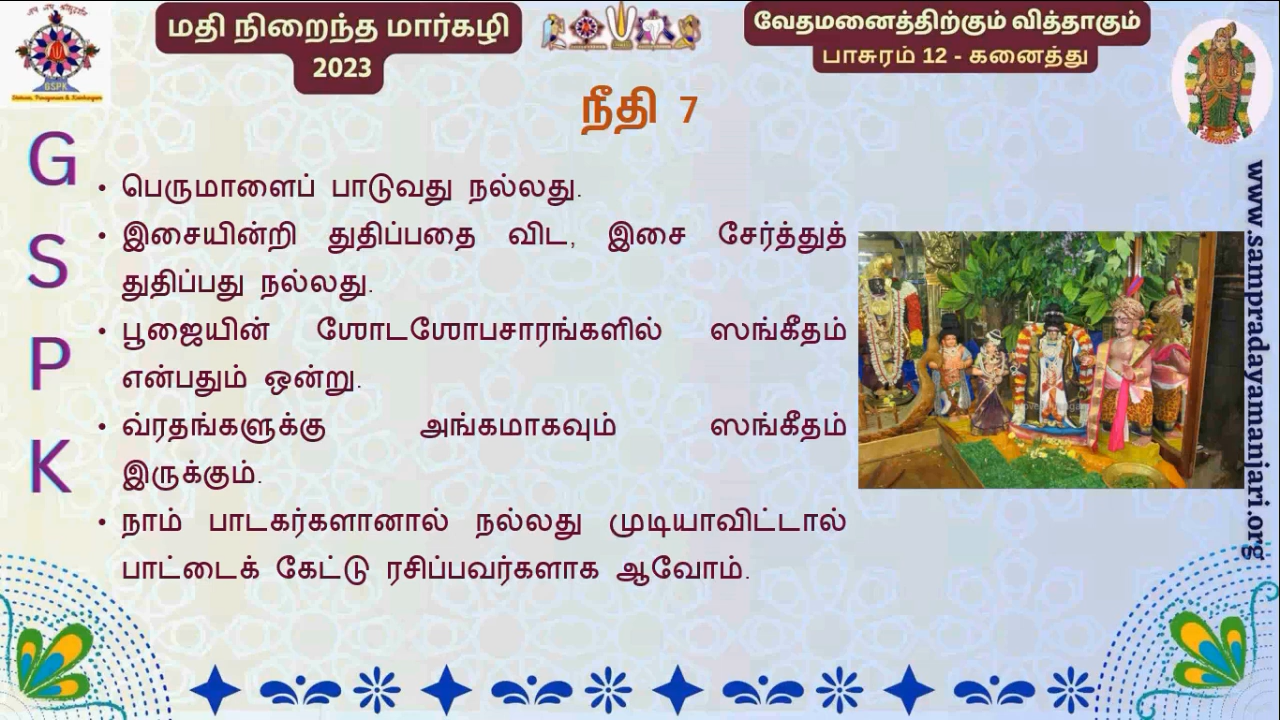 மதி நிறைந்த மார்கழி
2023
வேதமனைத்திற்கும் வித்தாகும்
பாசுரம் 12 - கனைத்து
GSPK
நீதி 7
• பெருமாளைப் பாடுவது நல்லது.
• இசையின்றி துதிப்பதை விட, இசை சேர்த்துத்
துதிப்பது நல்லது.
• பூஜையின் ஶோடஶோபசாரங்களில் ஸங்கீதம்
என்பதும் ஒன்று.
• வ்ரதங்களுக்கு அங்கமாகவும் ஸங்கீதம்
இருக்கும்.
• நாம் பாடகர்களானால் நல்லது முடியாவிட்டால்
பாட்டைக் கேட்டு ரசிப்பவர்களாக ஆவோம்.
www.sampradayamanjari.org